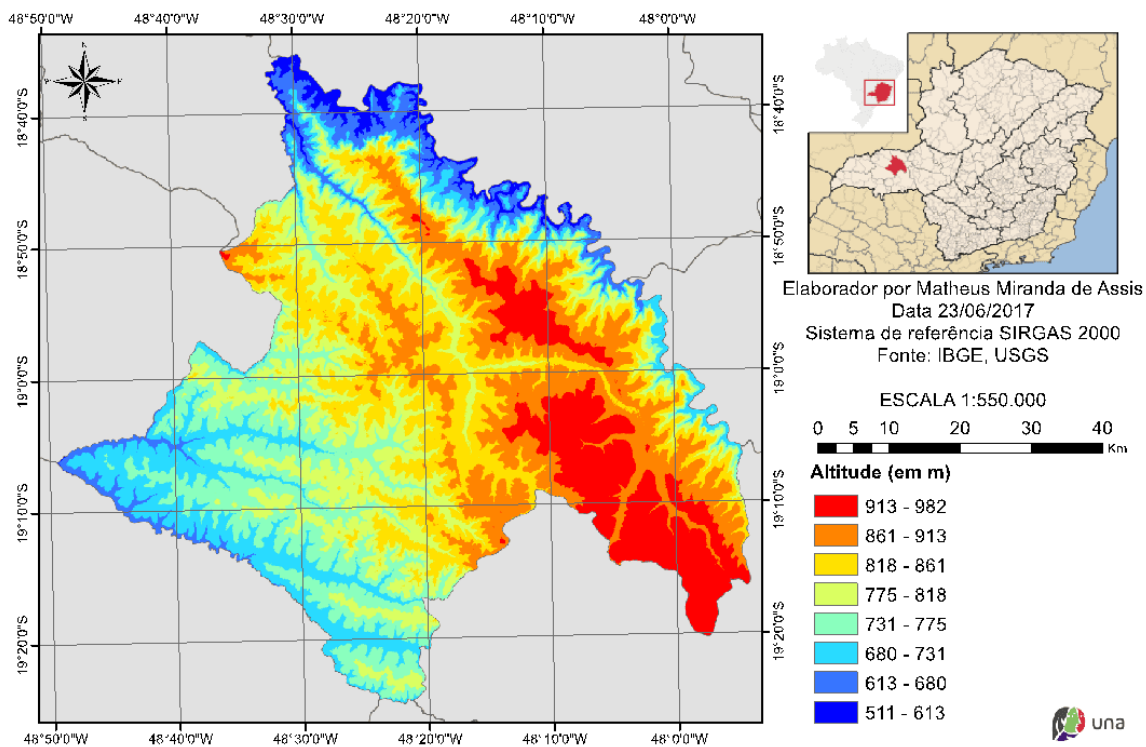 48°50'0"W 48°40'0"W 48°30'0"W 48°20'0"W 48°10'0"W 48°0'0"W
N
S
18°40'0"S 18°40'0"S
18°50'0"S 18°50'0"S
19°0'0"S 19°0'0"S
19°10'0"S 19°10'0"S
19°20'0"S 19°20'0"S
48°50'0"W 48°40'0"W 48°30'0"W 48°20'0"W 48°10'0"W 48°0'0"W
Elaborador por Matheus Miranda de Assis
Data 23/06/2017
Sistema de referência SIRGAS 2000
Fonte: IBGE, USGS
ESCALA 1:550.000
0 5 10 20 30 40
Km
Altitude (em m)
913 - 982
861 - 913
818 - 861
775 - 818
731 - 775
680 - 731
613 - 680
511 - 613
una